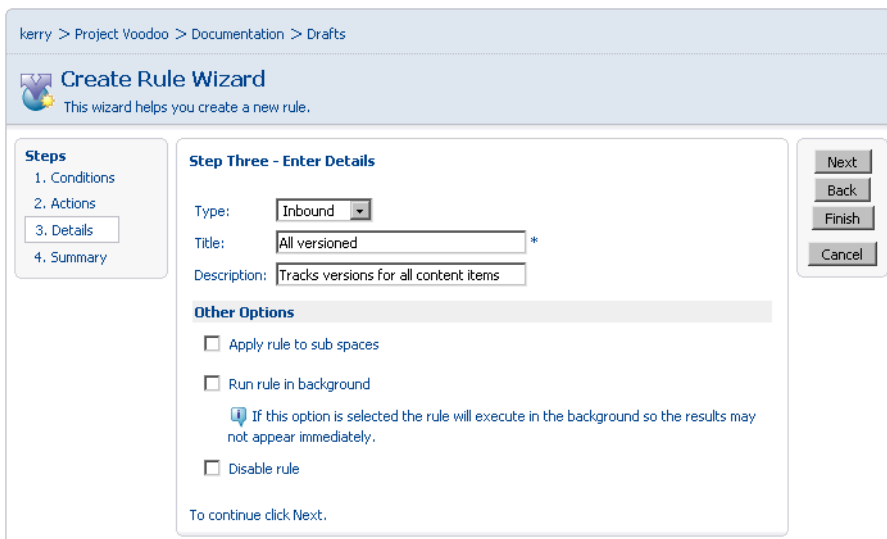 kerry > Project Voodoo > Documentation > Drafts
Create Rule Wizard
This wizard helps you create a new rule.
Steps
1. Conditions
2. Actions
3. Details
4. Summary
Step Three - Enter Details
Type: Inbound
Title: All versioned *
Description: Tracks versions for all content items
Other Options
Apply rule to sub spaces
Run rule in background
If this option is selected the rule will execute in the background so the results may
not appear immediately.
Disable rule
To continue click Next.
Next
Back
Finish
Cancel